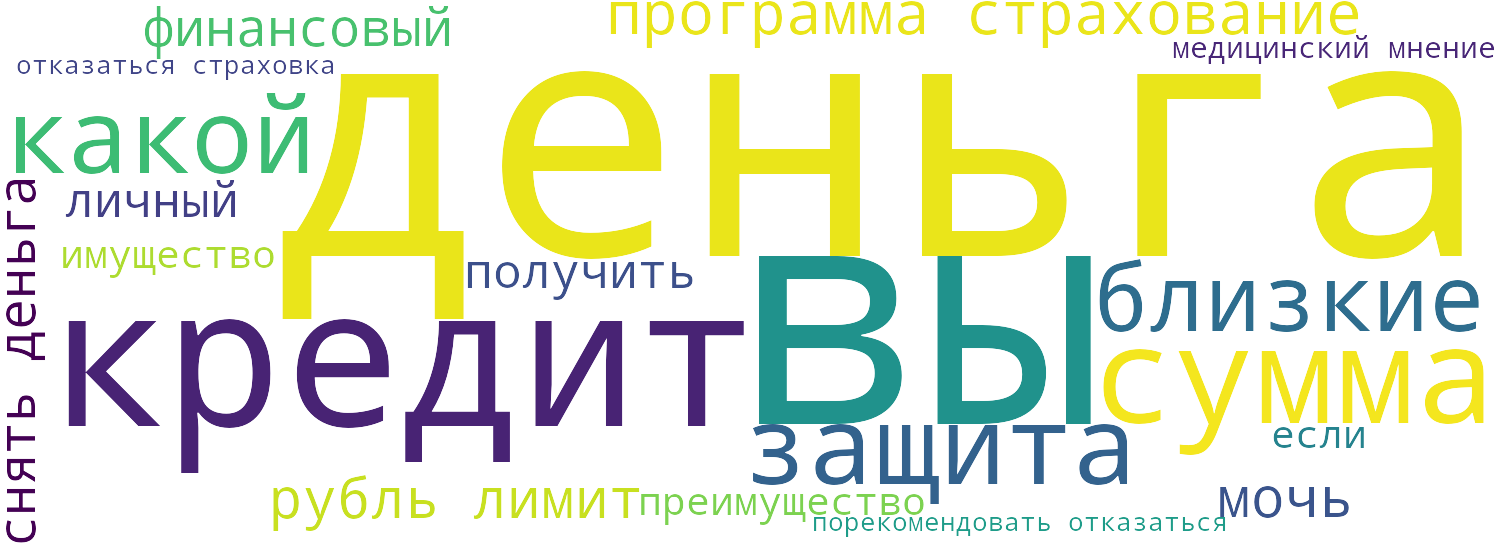 финансовый
программа страхование
отказаться страховка
медицинский мнение
деньга
какой
личный
имущество
снять деньга
получить
вы
близкие
кредит
сумма
защита
если
рубль лимит
преимущество
мочь
порекомендовать отказаться